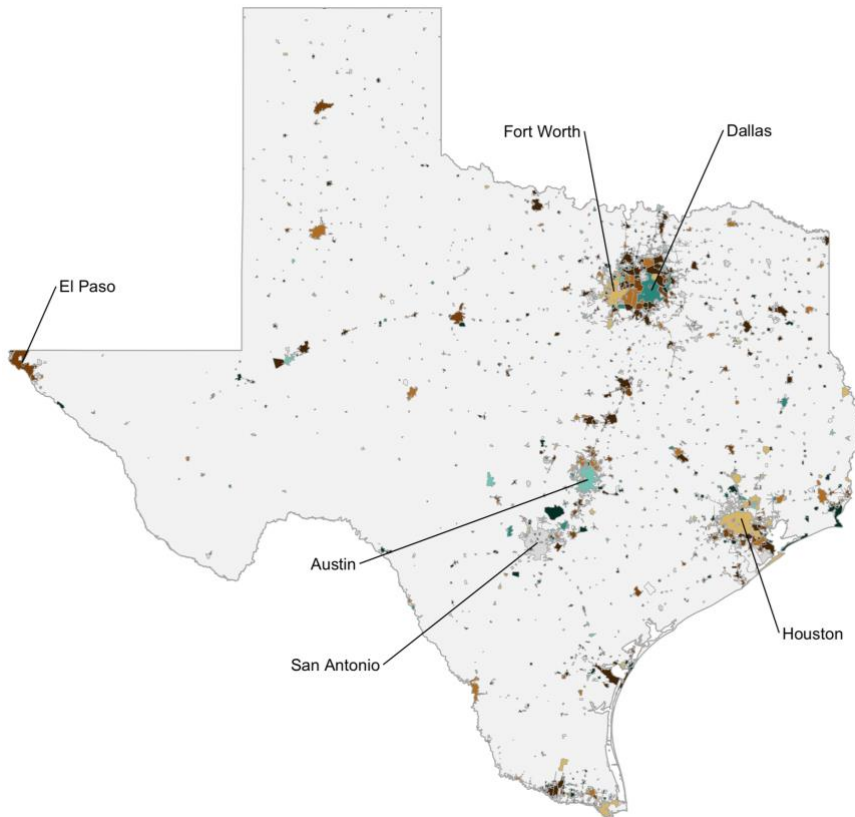 Fort Worth
Dallas
El Paso
Austin
San Antonio
Houston